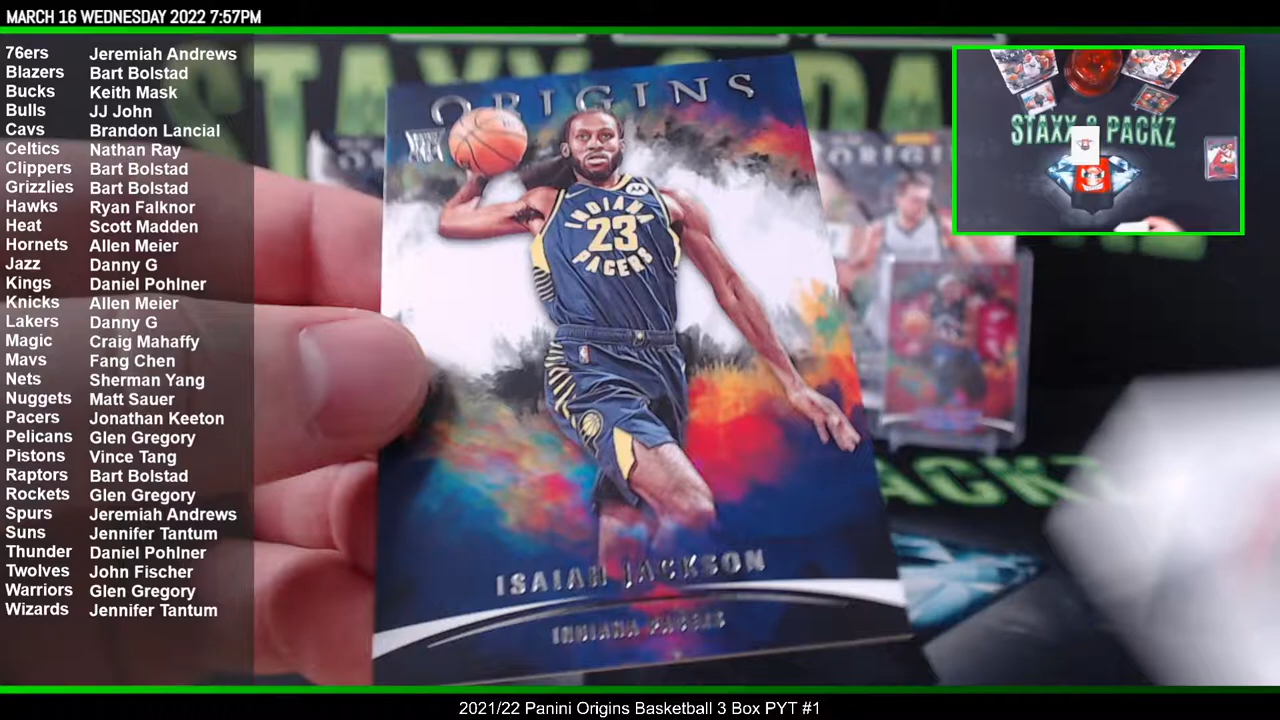 MARCH 16 WEDNESDAY 2022 7:57PM
76ers Jeremiah Andrews
Blazers Bart Bolstad
Bucks Keith Mask
Bulls JJ John
Cavs Brandon Lancial
Celtics Nathan Ray
Clippers Bart Bolstad
Grizzlies Bart Bolstad
Hawks Ryan Falknor
Heat Scott Madden
Hornets Allen Meier
Jazz Danny G
Kings Daniel Pohlner
Knicks Allen Meier
Lakers Danny G
Magic Craig Mahaffy
Mavs Fang Chen
Nets Sherman Yang
Nuggets Matt Sauer
Pacers Jonathan Keeton
Pelicans Glen Gregory
Pistons Vince Tang
Raptors Bart Bolstad
Rockets Glen Gregory
Spurs Jeremiah Andrews
Suns Jennifer Tantum
Thunder Daniel Pohlner
Twolves John Fischer
Warriors Glen Gregory
Wizards Jennifer Tantum
ORIGINS
INDIANA
23
PACERS
ISAIAH JACKSON
INDIANA PACERS
STAXX PACKZ
2021/22 Panini Origins Basketball 3 Box PYT #1